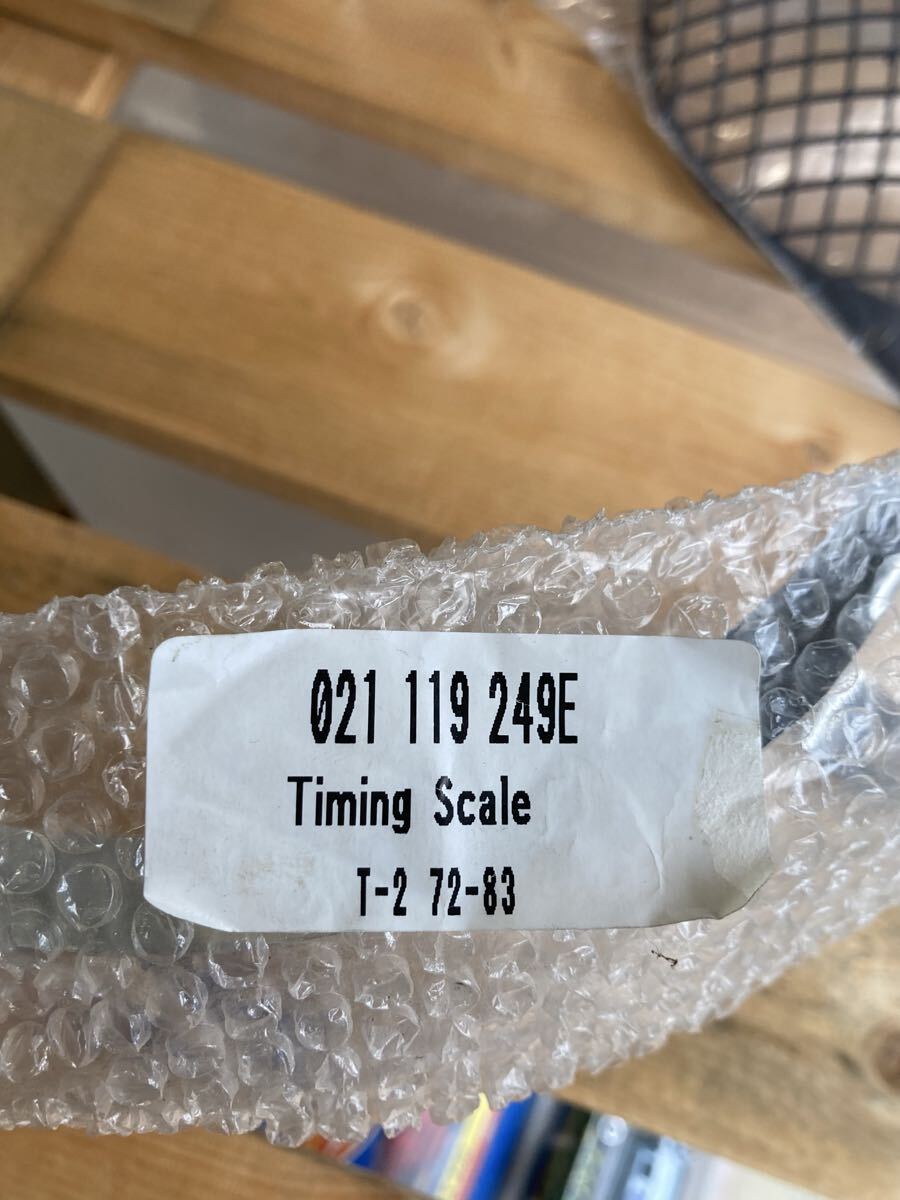 021 119 249E
Timing Scale
T-2 72-83